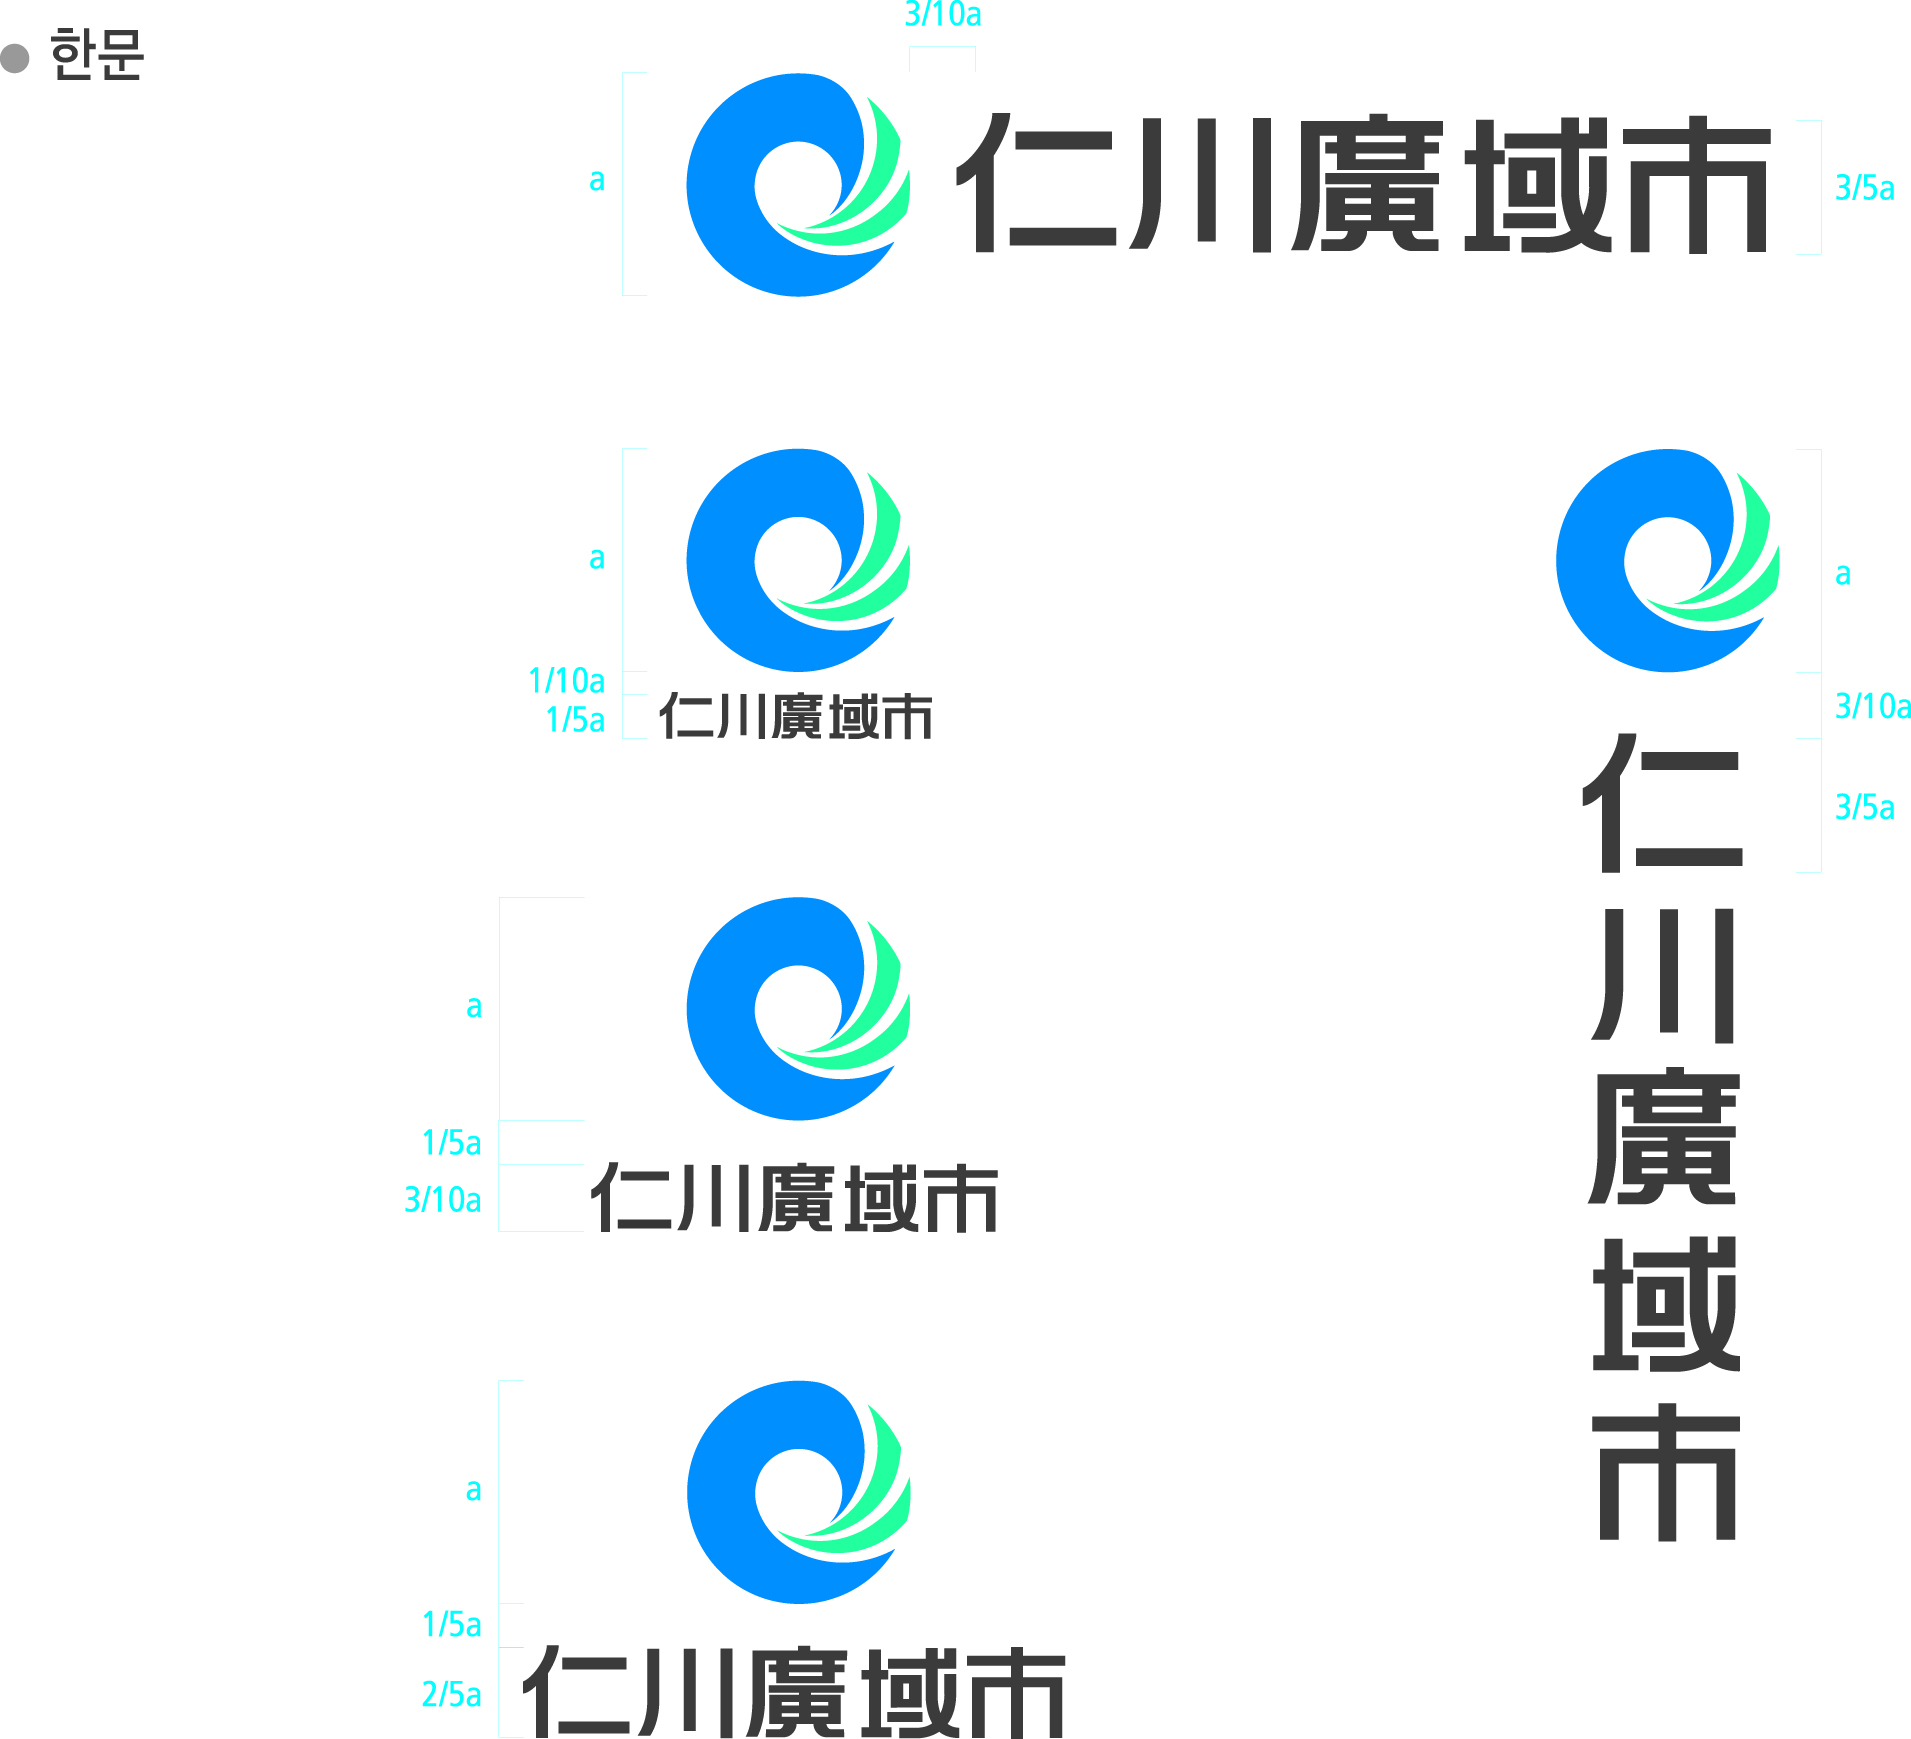 한문
3/10a
a
仁川廣域市
3/5a
a
1/10a
1/5a
仁川廣域市
a
3/10a
3/5a
仁
川
廣
域
市
a
1/5a
3/10a
仁川廣域市
a
1/5a
2/5a
仁川廣域市